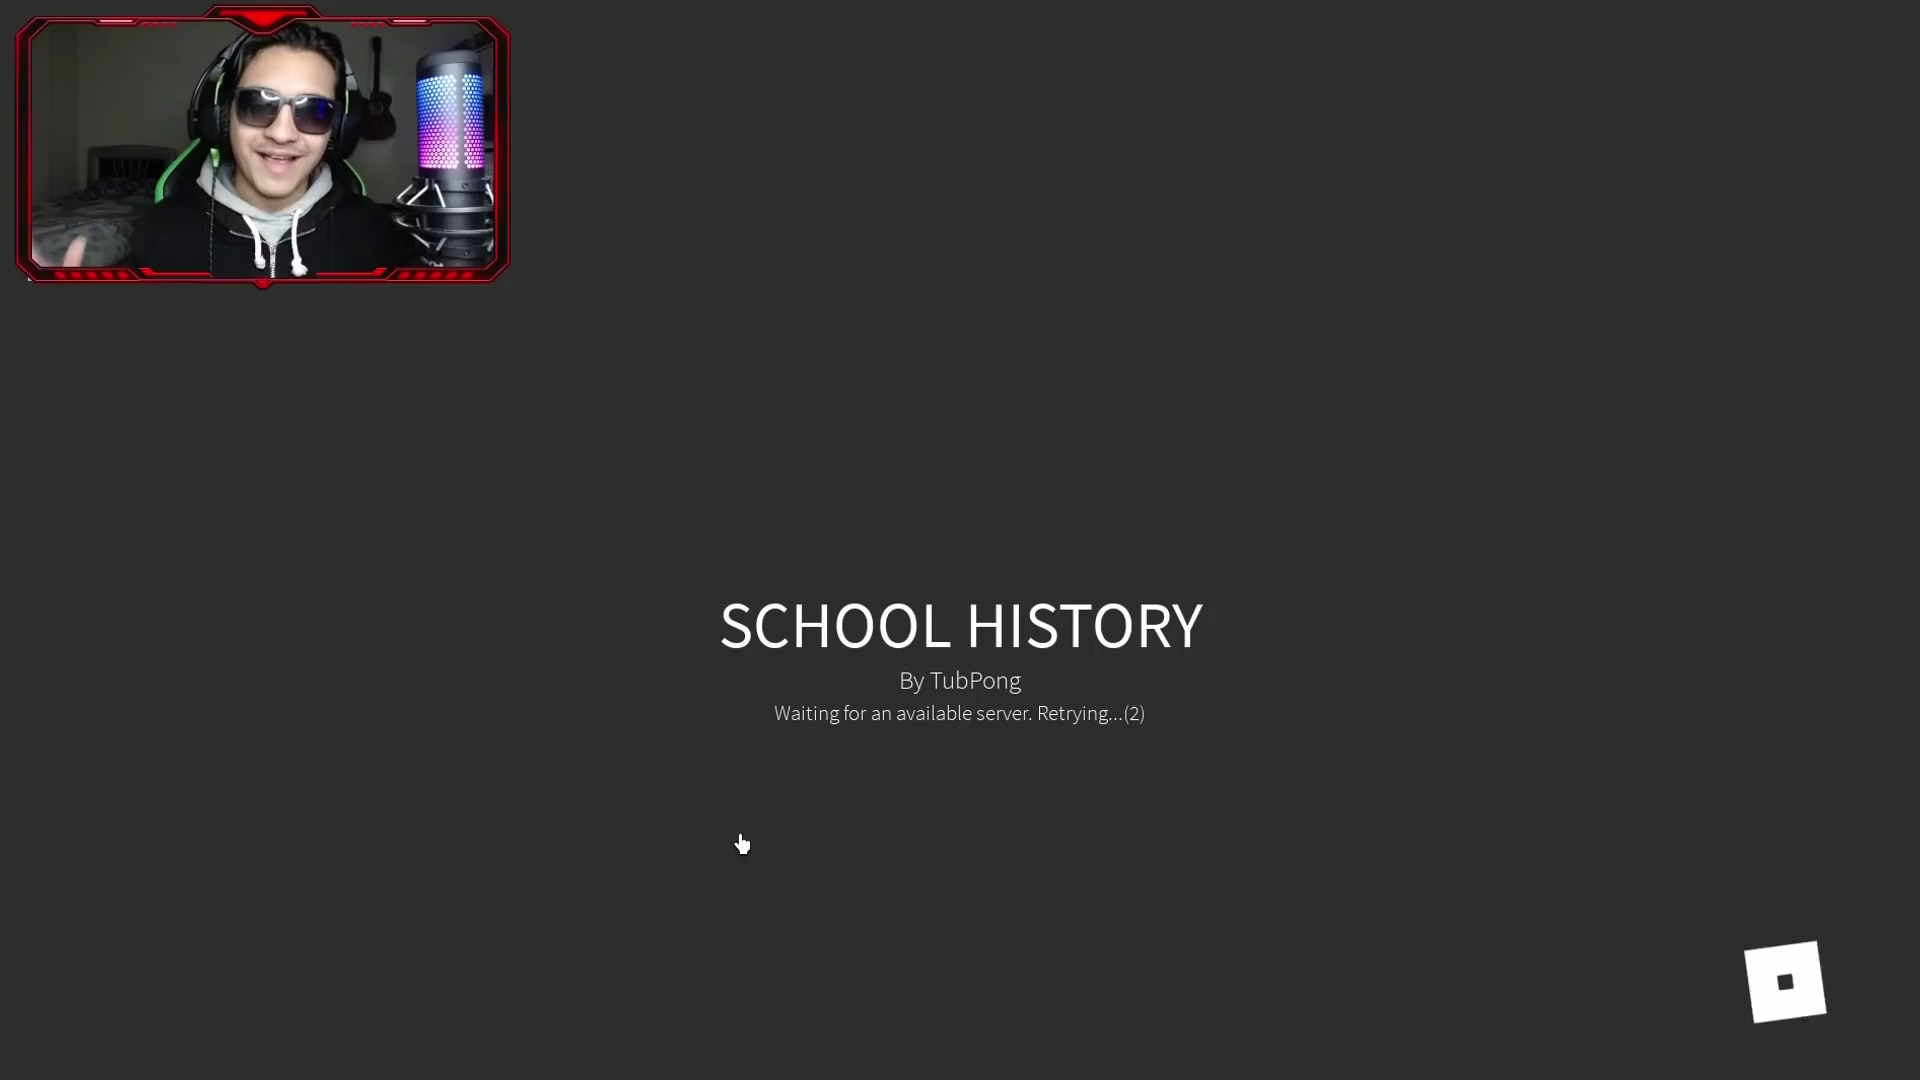 SCHOOL HISTORY
By TubPong
Waiting for an available server. Retrying...(2)